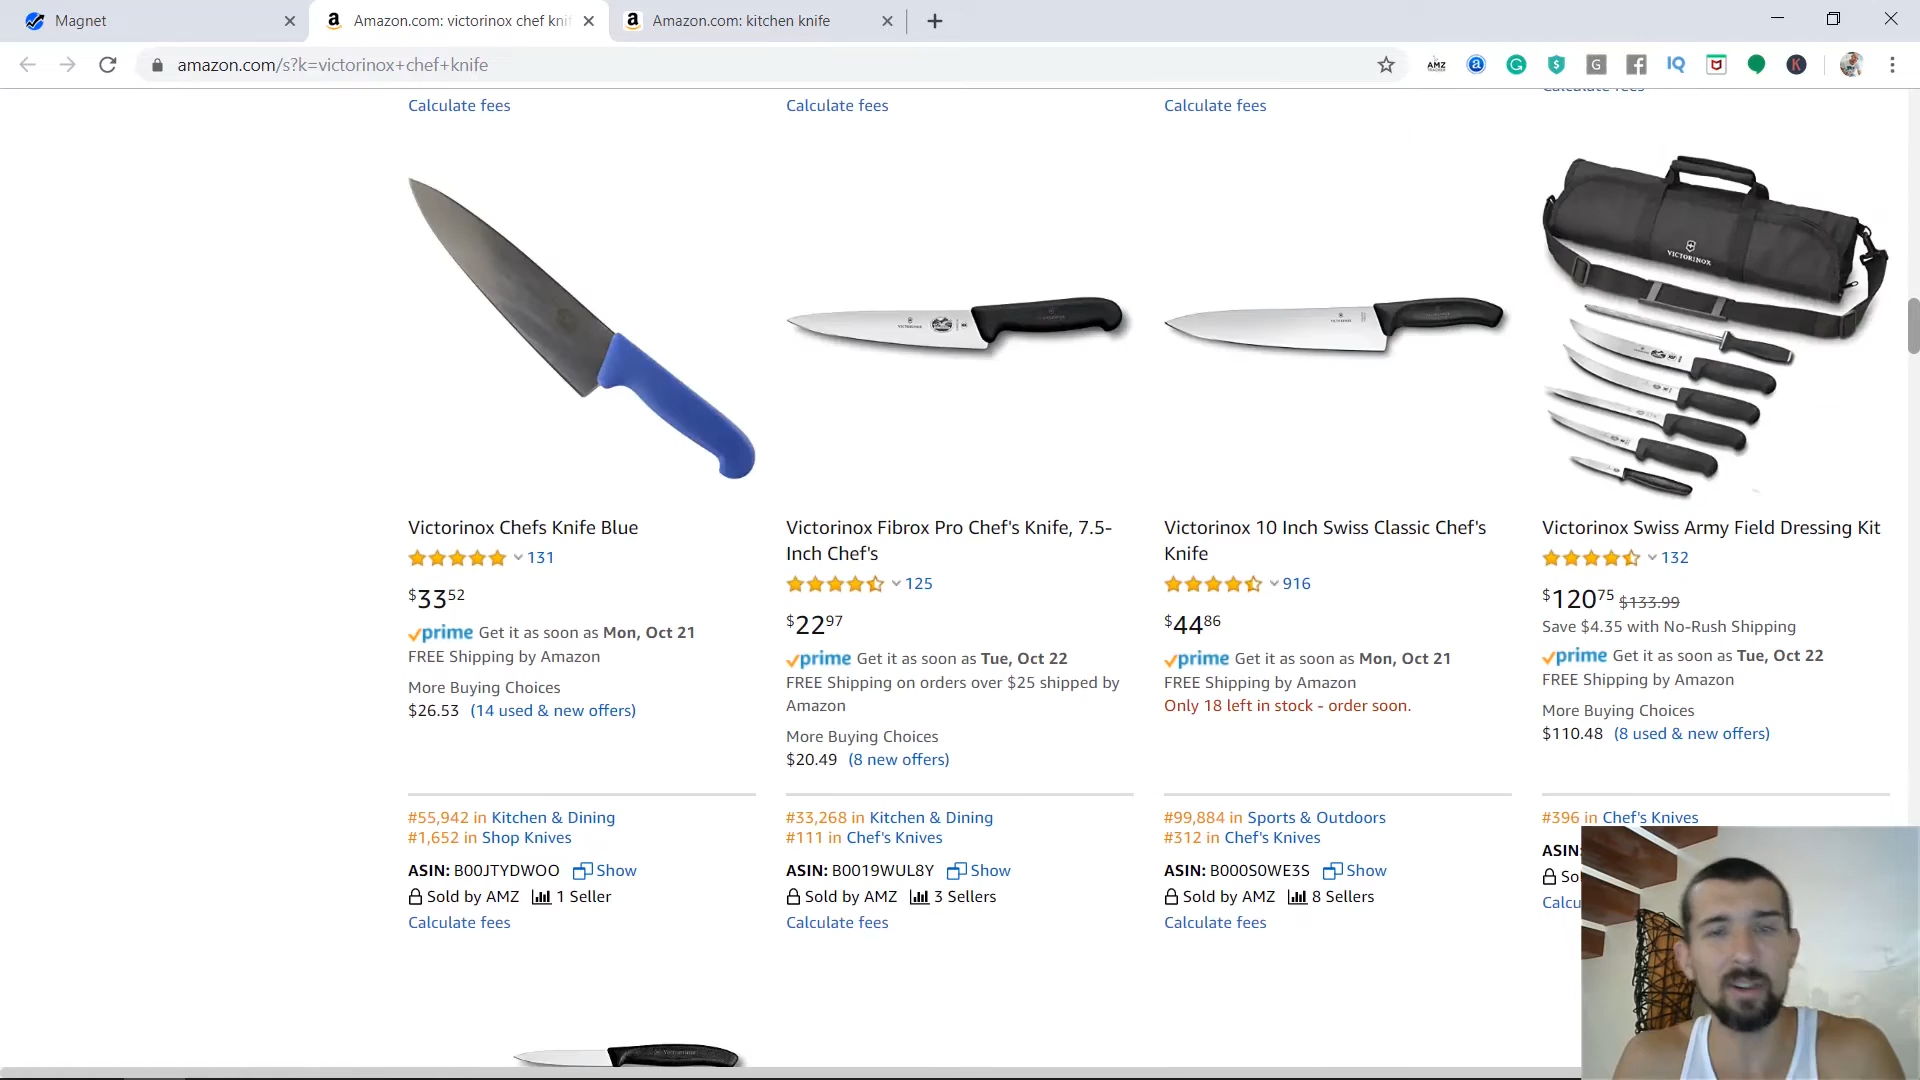 Magnet
Amazon.com: victorinox chef knif
Amazon.com: kitchen knife
amazon.com/s?k=victorinox+chef+knife
Calculate fees
Calculate fees
Calculate fees
Calculate fees
VICTORINOX
Victorinox Chefs Knife Blue
131
$33 52
prime Get it as soon as Mon, Oct 21
FREE Shipping by Amazon
More Buying Choices
$26.53 (14 used & new offers)
#55,942 in Kitchen & Dining
#1,652 in Shop Knives
ASIN: B00JTYDWOO Show
Sold by AMZ 1 Seller
Calculate fees
Victorinox Fibrox Pro Chef's Knife, 7.5-
Inch Chef's
125
$22 97
prime Get it as soon as Tue, Oct 22
FREE Shipping on orders over $25 shipped by
Amazon
More Buying Choices
$20.49 (8 new offers)
#33,268 in Kitchen & Dining
#111 in Chef's Knives
ASIN: B0019WUL8Y Show
Sold by AMZ 3 Sellers
Calculate fees
Victorinox 10 Inch Swiss Classic Chef's
Knife
916
$44 86
prime Get it as soon as Mon, Oct 21
FREE Shipping by Amazon
Only 18 left in stock - order soon.
#99,884 in Sports & Outdoors
#312 in Chef's Knives
ASIN: B000S0WE3S Show
Sold by AMZ 8 Sellers
Calculate fees
Victorinox Swiss Army Field Dressing Kit
132
$120 75 $133.99
Save $4.35 with No-Rush Shipping
prime Get it as soon as Tue, Oct 22
FREE Shipping by Amazon
More Buying Choices
$110.48 (8 used & new offers)
#396 in Chef's Knives
ASIN:
So
Calcu